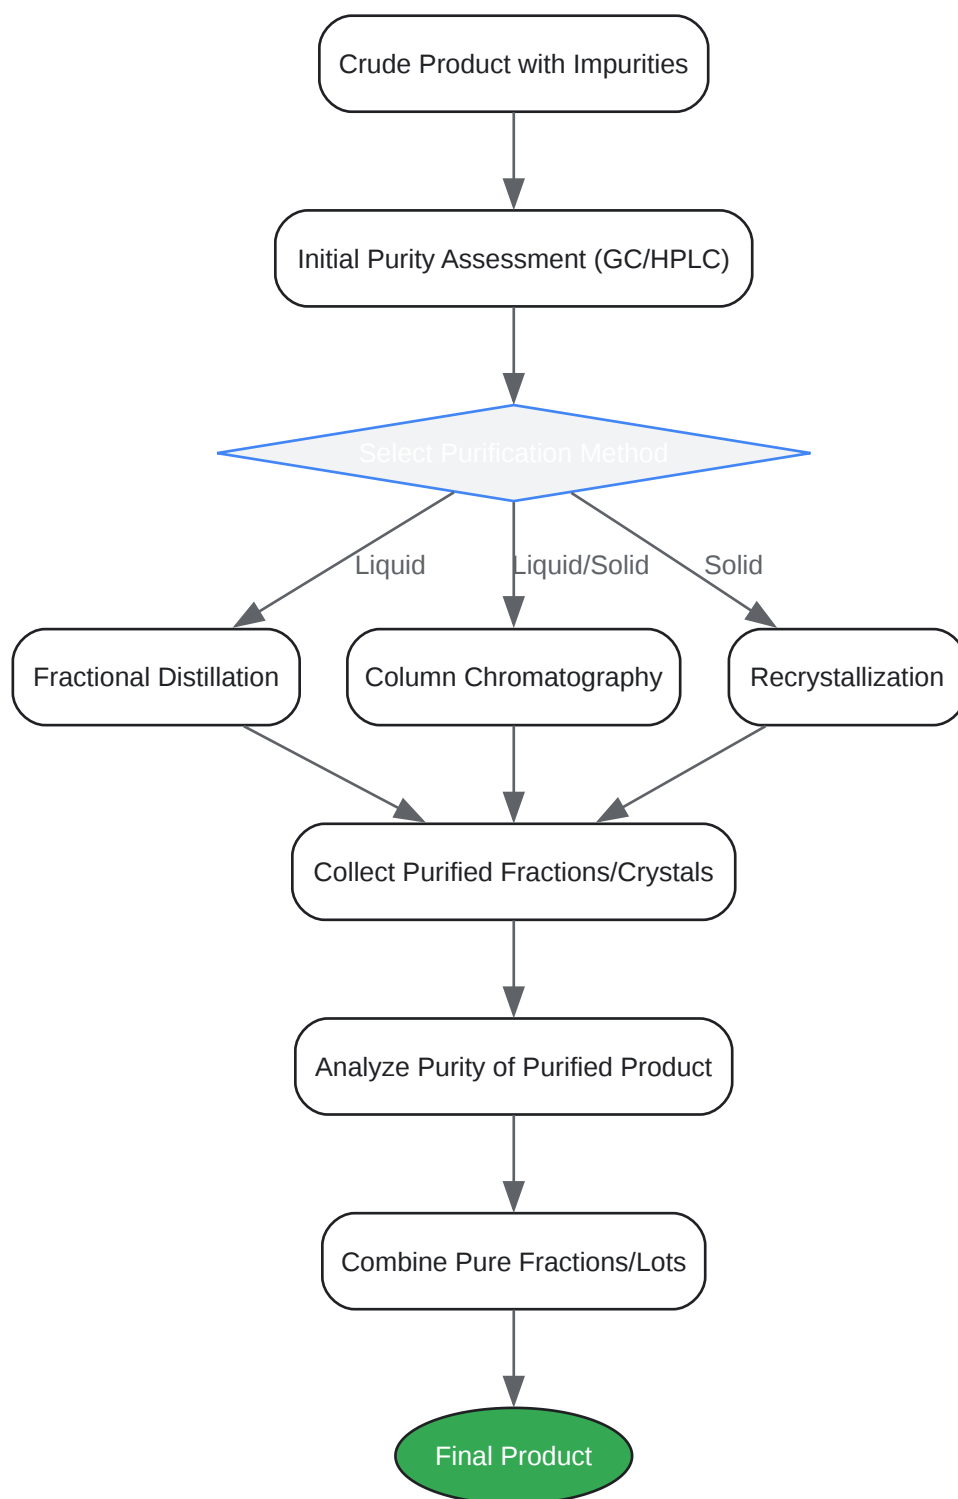 Crude Product with Impurities
Initial Purity Assessment (GC/HPLC)
Select Purification Method
Liquid
Liquid/Solid
Solid
Fractional Distillation
Column Chromatography
Recrystallization
Collect Purified Fractions/Crystals
Analyze Purity of Purified Product
Combine Pure Fractions/Lots
Final Product